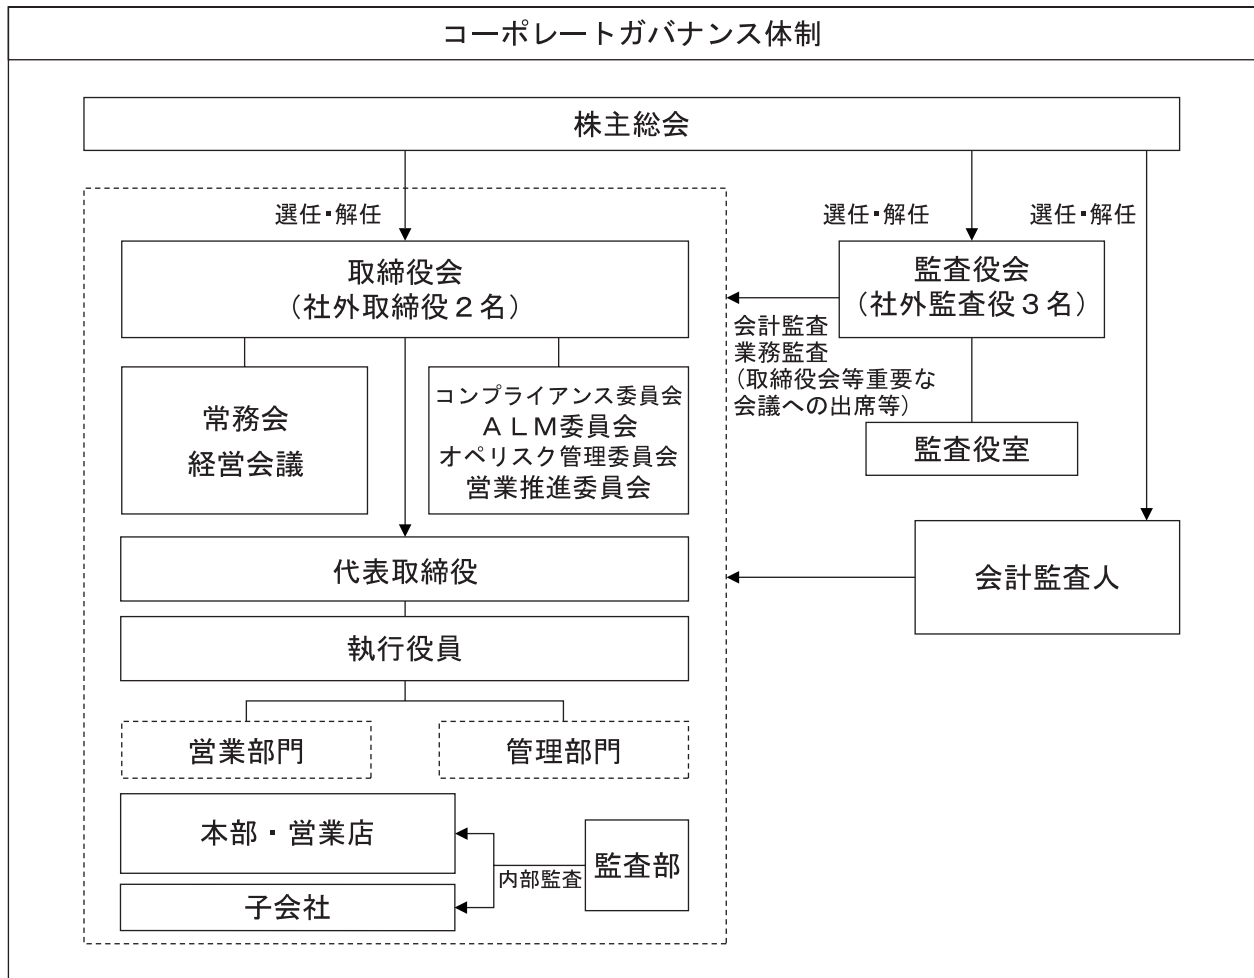 コーポレートガバナンス体制
株主総会
選任・解任
選任・解任
選任・解任
取締役会
（社外取締役２名）
監査役会
（社外監査役３名）
会計監査
業務監査
（取締役会等重要な
会議への出席等）
常務会
経営会議
コンプライアンス委員会
ＡＬＭ委員会
オペリスク管理委員会
営業推進委員会
監査役室
代表取締役
会計監査人
執行役員
営業部門
管理部門
本部・営業店
内部監査
監査部
子会社